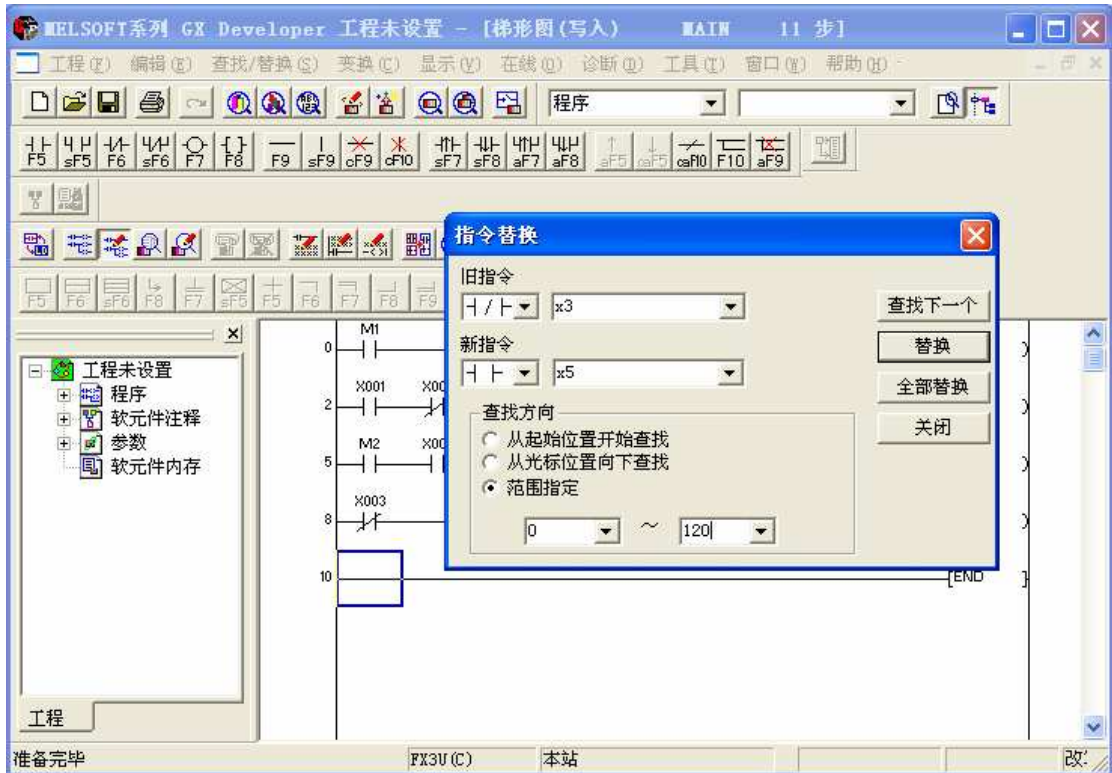 MELSOFT系列 GX Developer 工程未设置 - [梯形图(写入) MAIN 11 步]
工程(F) 编辑(E) 查找/替换(S) 变换(C) 显示(V) 在线(O) 诊断(D) 工具(T) 窗口(W) 帮助(H)
程序
F5 sF5 F6 sF6 F7 F8 F9 sF9 cF9 cF10 sF7 sF8 aF7 aF8 aF5 caF5 caF10 F10 aF9
F5 F6 sF6 F8 F7 sF5 F5 F6 F7 F8 F9
指令替换
旧指令
x3
查找下一个
新指令
替换
x5
全部替换
查找方向
关闭
从起始位置开始查找
从光标位置向下查找
范围指定
0 ~ 120
工程未设置
程序
软元件注释
参数
软元件内存
工程
M1
0
X001 X00
2
M2 X00
5
X003
8
10 [END ]
准备完毕 FX3U(C) 本站